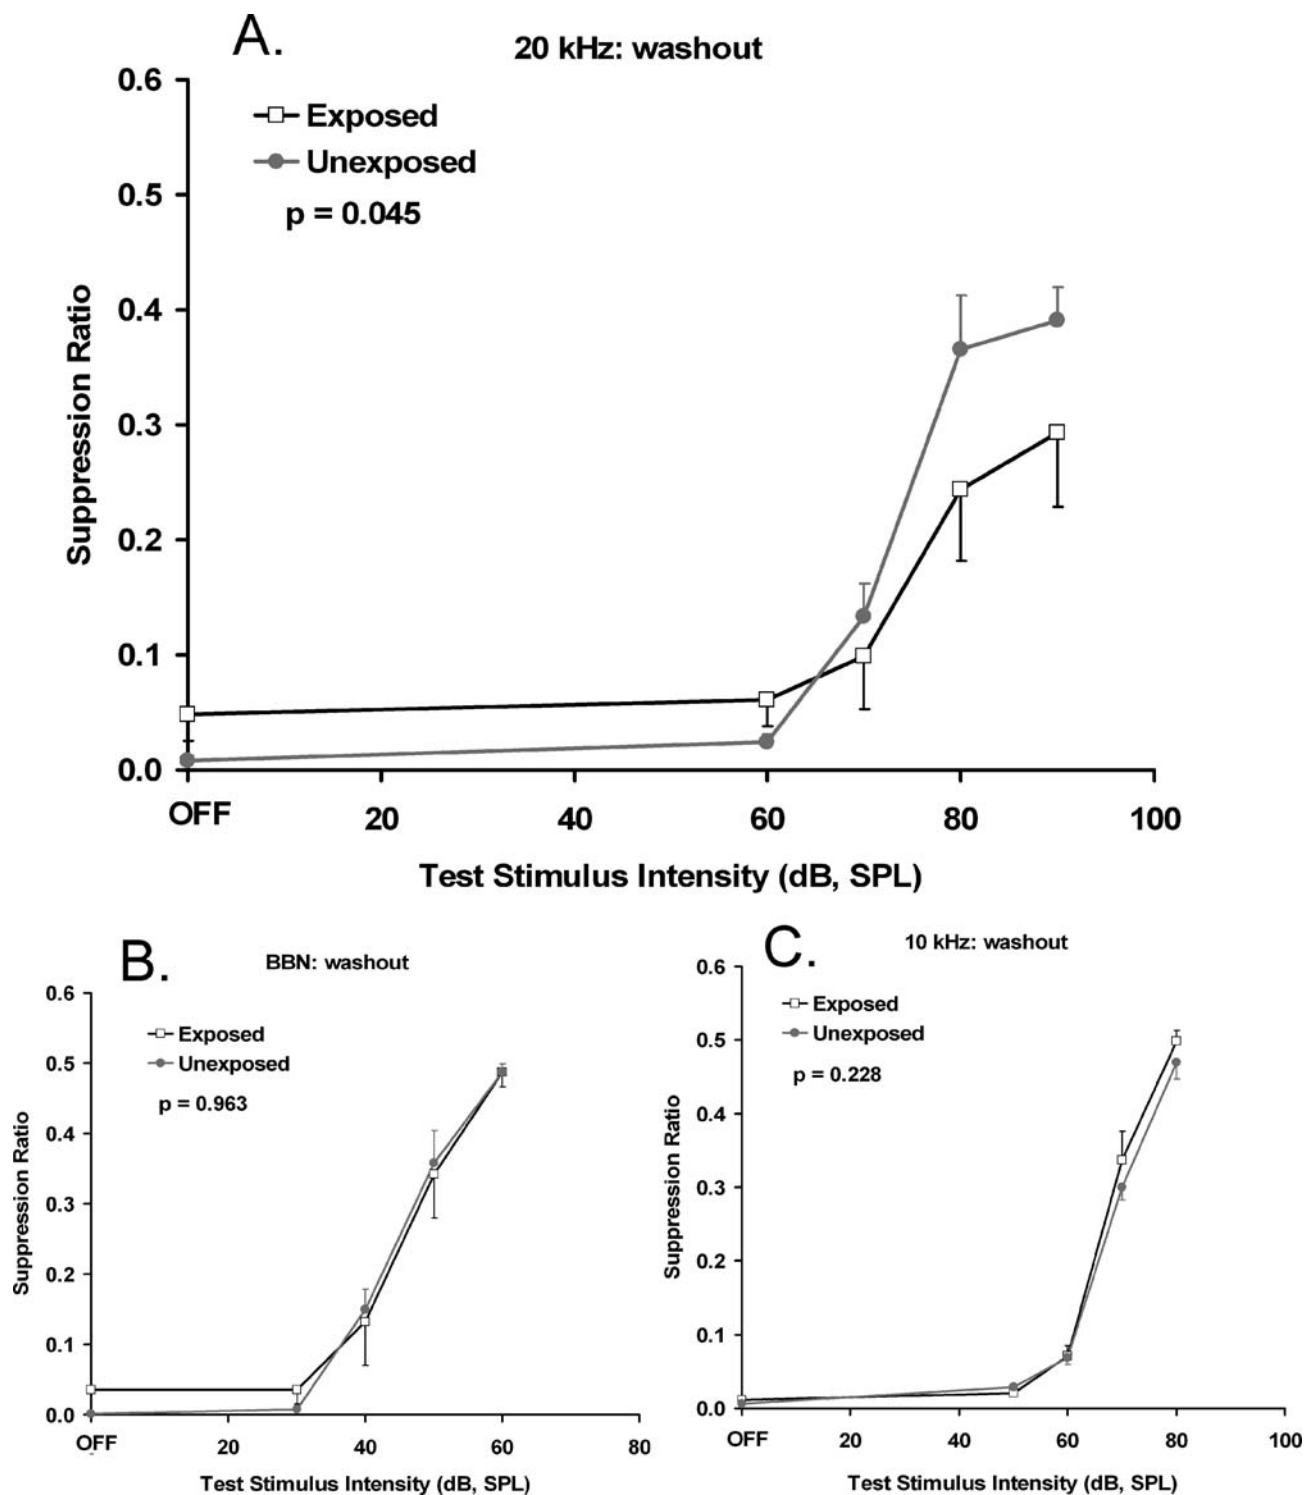 A.
20 kHz: washout
0.6
0.5
0.4
0.3
0.2
0.1
0.0
Suppression Ratio
Exposed
Unexposed
p = 0.045
OFF 20 40 60 80 100
Test Stimulus Intensity (dB, SPL)
B.
BBN: washout
0.6
0.5
0.4
0.3
0.2
0.1
0.0
Suppression Ratio
Exposed
Unexposed
p = 0.963
OFF 20 40 60 80
Test Stimulus Intensity (dB, SPL)
C.
10 kHz: washout
0.6
0.5
0.4
0.3
0.2
0.1
0.0
Suppression Ratio
Exposed
Unexposed
p = 0.228
OFF 20 40 60 80 100
Test Stimulus Intensity (dB, SPL)